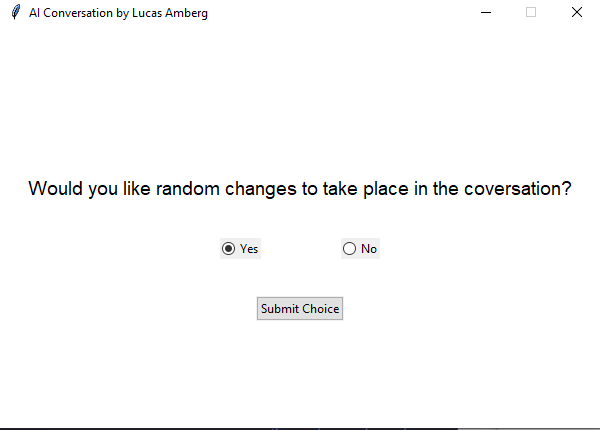 AI Conversation by Lucas Amberg
Would you like random changes to take place in the coversation?
Yes No
Submit Choice